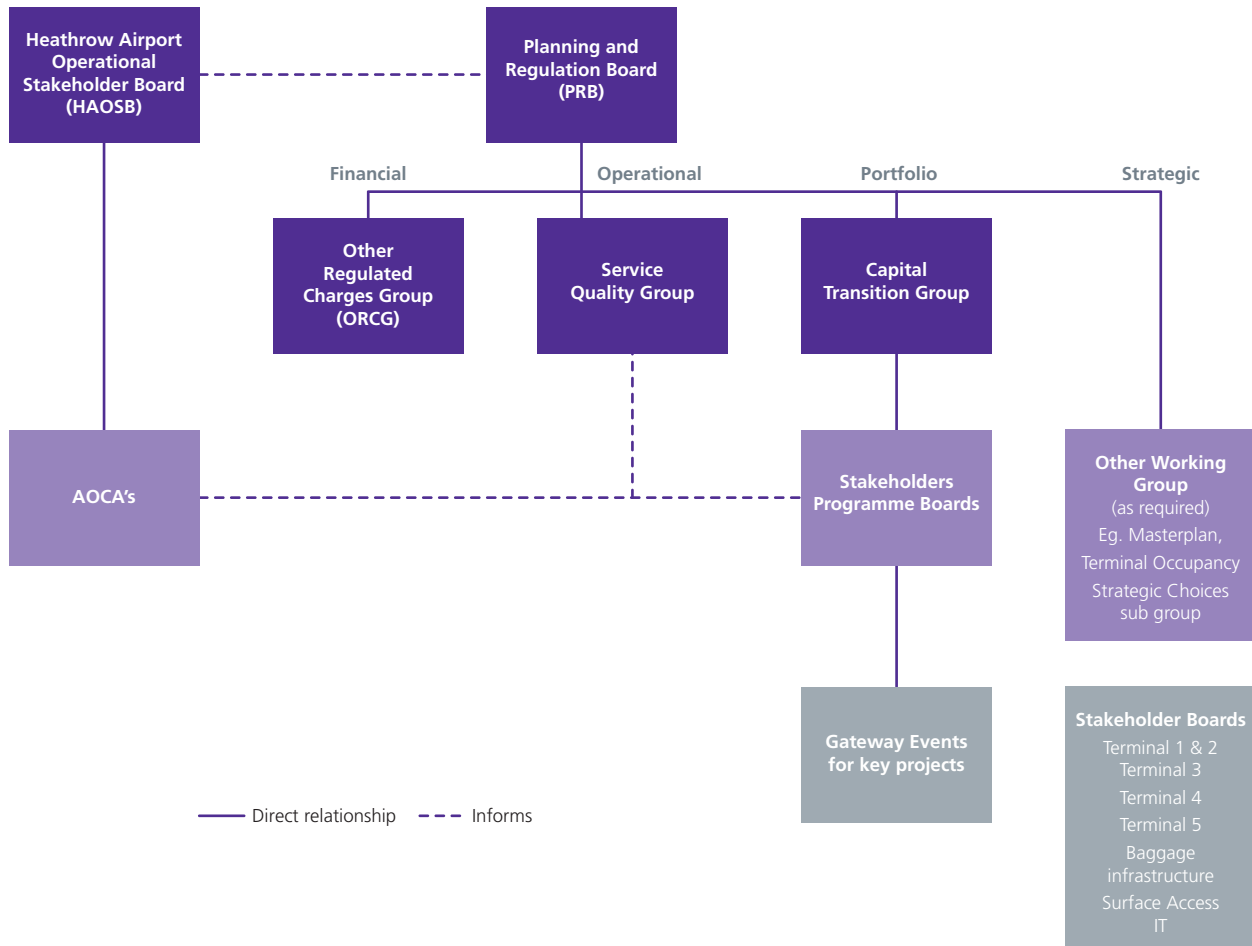 Heathrow Airport
Operational
Stakeholder Board
(HAOSB)
Planning and
Regulation Board
(PRB)
Financial
Operational
Portfolio
Strategic
Other
Regulated
Charges Group
(ORCG)
Service
Quality Group
Capital
Transition Group
AOCA's
Stakeholders
Programme Boards
Other Working
Group
(as required)
Eg. Masterplan,
Terminal Occupancy
Strategic Choices
sub group
Gateway Events
for key projects
Stakeholder Boards
Terminal 1 & 2
Terminal 3
Terminal 4
Terminal 5
Baggage
infrastructure
Surface Access
IT
Direct relationship
Informs